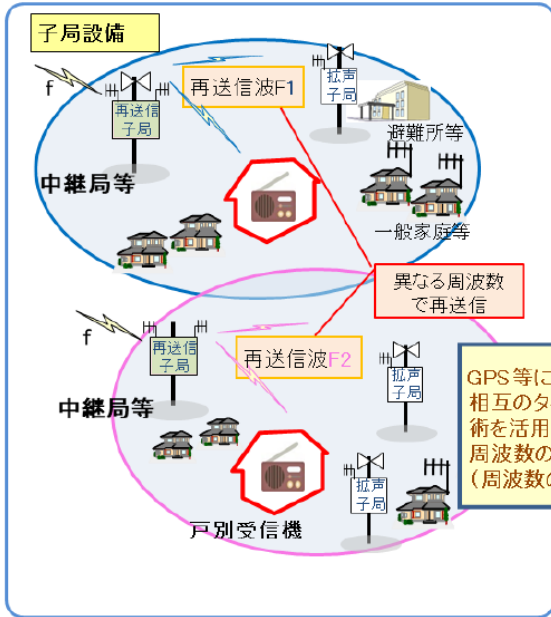 子局設備
f
再送信波F1
拡声
子局
再送信
子局
避難所等
中継局等
一般家庭等
異なる周波数
で再送信
f
再送信
子局
再送信波F2
拡声
子局
中継局等
GPS等に
相互のタ
術を活用
周波数の
(周波数の
拡声
子局
戸別受信機